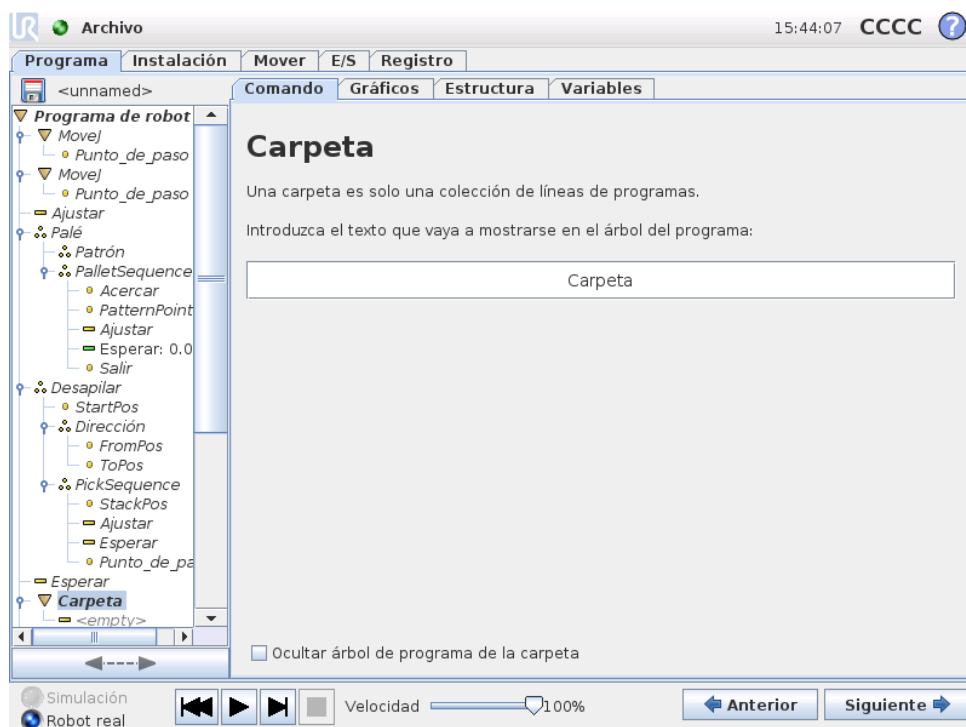 UR Archivo 15:44:07 CCCC ?
Programa Instalación Mover E/S Registro
<unnamed>
Comando Gráficos Estructura Variables
Programa de robot
MoveJ
Punto_de_paso
MoveJ
Punto_de_paso
Ajustar
Palé
Patrón
PalletSequence
Acercar
PatternPoint
Ajustar
Esperar: 0.0
Salir
Desapilar
StartPos
Dirección
FromPos
ToPos
PickSequence
StackPos
Ajustar
Esperar
Punto_de_pa
Esperar
Carpeta
<empty>
Carpeta
Una carpeta es solo una colección de líneas de programas.
Introduzca el texto que vaya a mostrarse en el árbol del programa:
Carpeta
Ocultar árbol de programa de la carpeta
Simulación
Robot real
Velocidad 100%
Anterior Siguiente